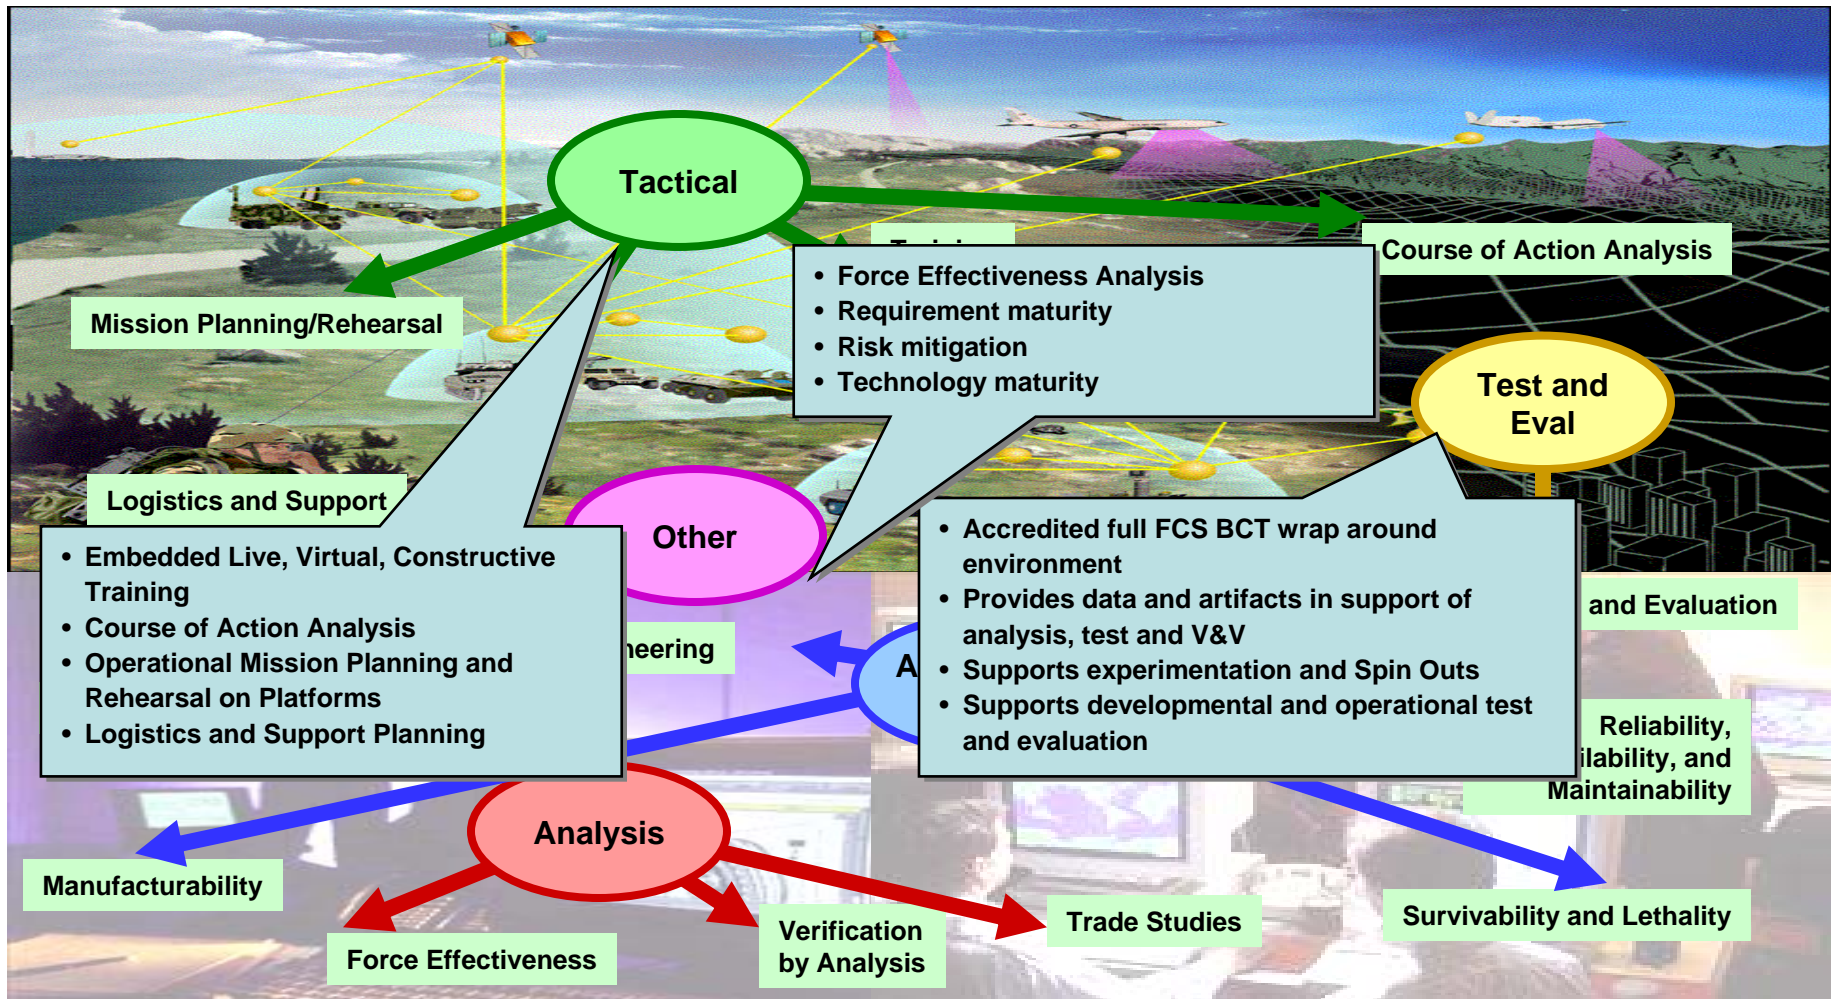 Tactical
Course of Action Analysis
Mission Planning/Rehearsal
• Force Effectiveness Analysis
• Requirement maturity
• Risk mitigation
• Technology maturity
Test and
Eval
Logistics and Support
Other
• Embedded Live, Virtual, Constructive
Training
• Course of Action Analysis
• Operational Mission Planning and
Rehearsal on Platforms
• Logistics and Support Planning
• Accredited full FCS BCT wrap around
environment
• Provides data and artifacts in support of
analysis, test and V&V
• Supports experimentation and Spin Outs
• Supports developmental and operational test
and evaluation
and Evaluation
neering
A
Reliability,
ilability, and
Maintainability
Analysis
Manufacturability
Force Effectiveness
Verification
by Analysis
Trade Studies
Survivability and Lethality